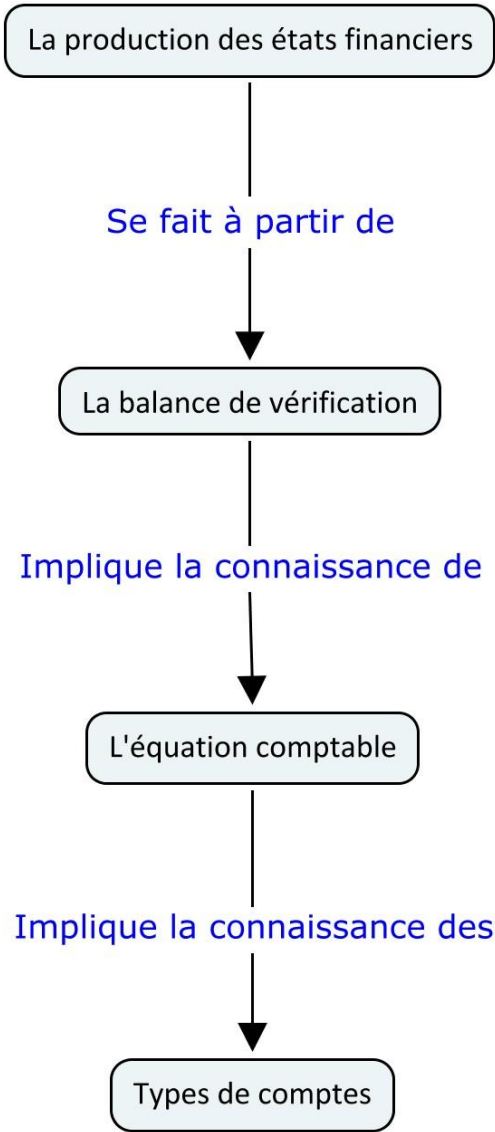 La production des états financiers
Se fait à partir de
La balance de vérification
Implique la connaissance de
L'équation comptable
Implique la connaissance des
Types de comptes